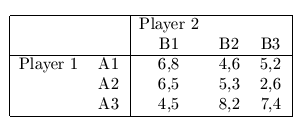 Player 2
B1 B2 B3
Player 1 A1 6,8 4,6 5,2
A2 6,5 5,3 2,6
A3 4,5 8,2 7,4